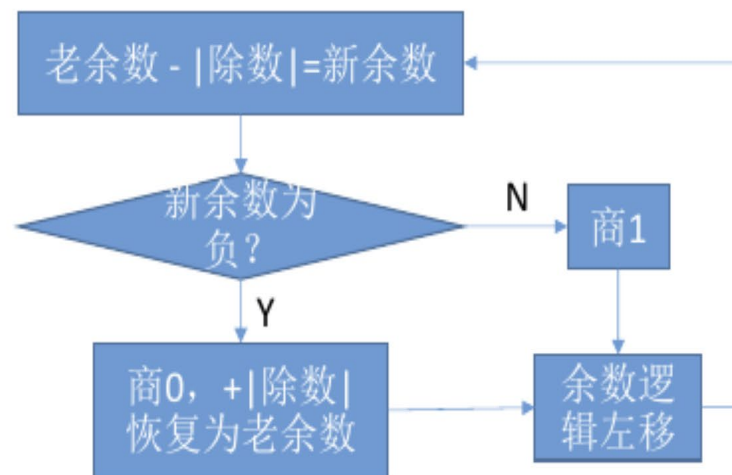 老余数 - |除数|=新余数
新余数为
负?
N
商1
Y
商0，+|除数|
恢复为老余数
余数逻
辑左移